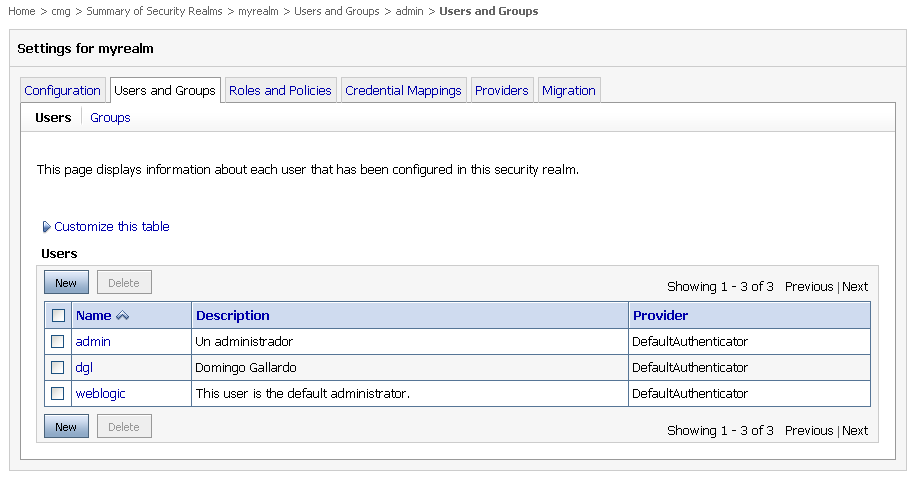 Home > cmg > Summary of Security Realms > myrealm > Users and Groups > admin > Users and Groups
Settings for myrealm
Configuration Users and Groups Roles and Policies Credential Mappings Providers Migration
Users Groups
This page displays information about each user that has been configured in this security realm.
Customize this table
Users
New Delete Showing 1 - 3 of 3 Previous | Next
Name Description Provider
admin Un administrador DefaultAuthenticator
dgl Domingo Gallardo DefaultAuthenticator
weblogic This user is the default administrator. DefaultAuthenticator
New Delete Showing 1 - 3 of 3 Previous | Next